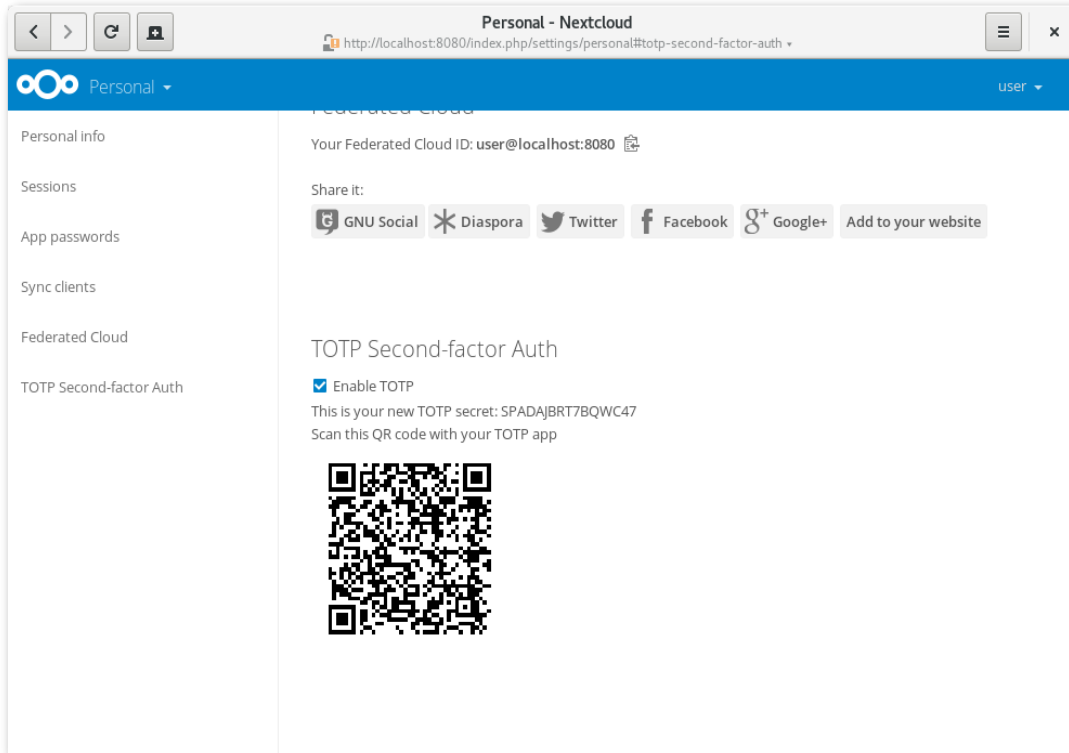 Personal - Nextcloud
http://localhost:8080/index.php/settings/personal#totp-second-factor-auth
Personal
user
Personal info
Sessions
App passwords
Sync clients
Federated Cloud
TOTP Second-factor Auth
Federated Cloud
Your Federated Cloud ID: user@localhost:8080
Share it:
GNU Social Diaspora Twitter Facebook Google+ Add to your website
TOTP Second-factor Auth
Enable TOTP
This is your new TOTP secret: SPADAJBRT7BQWC47
Scan this QR code with your TOTP app